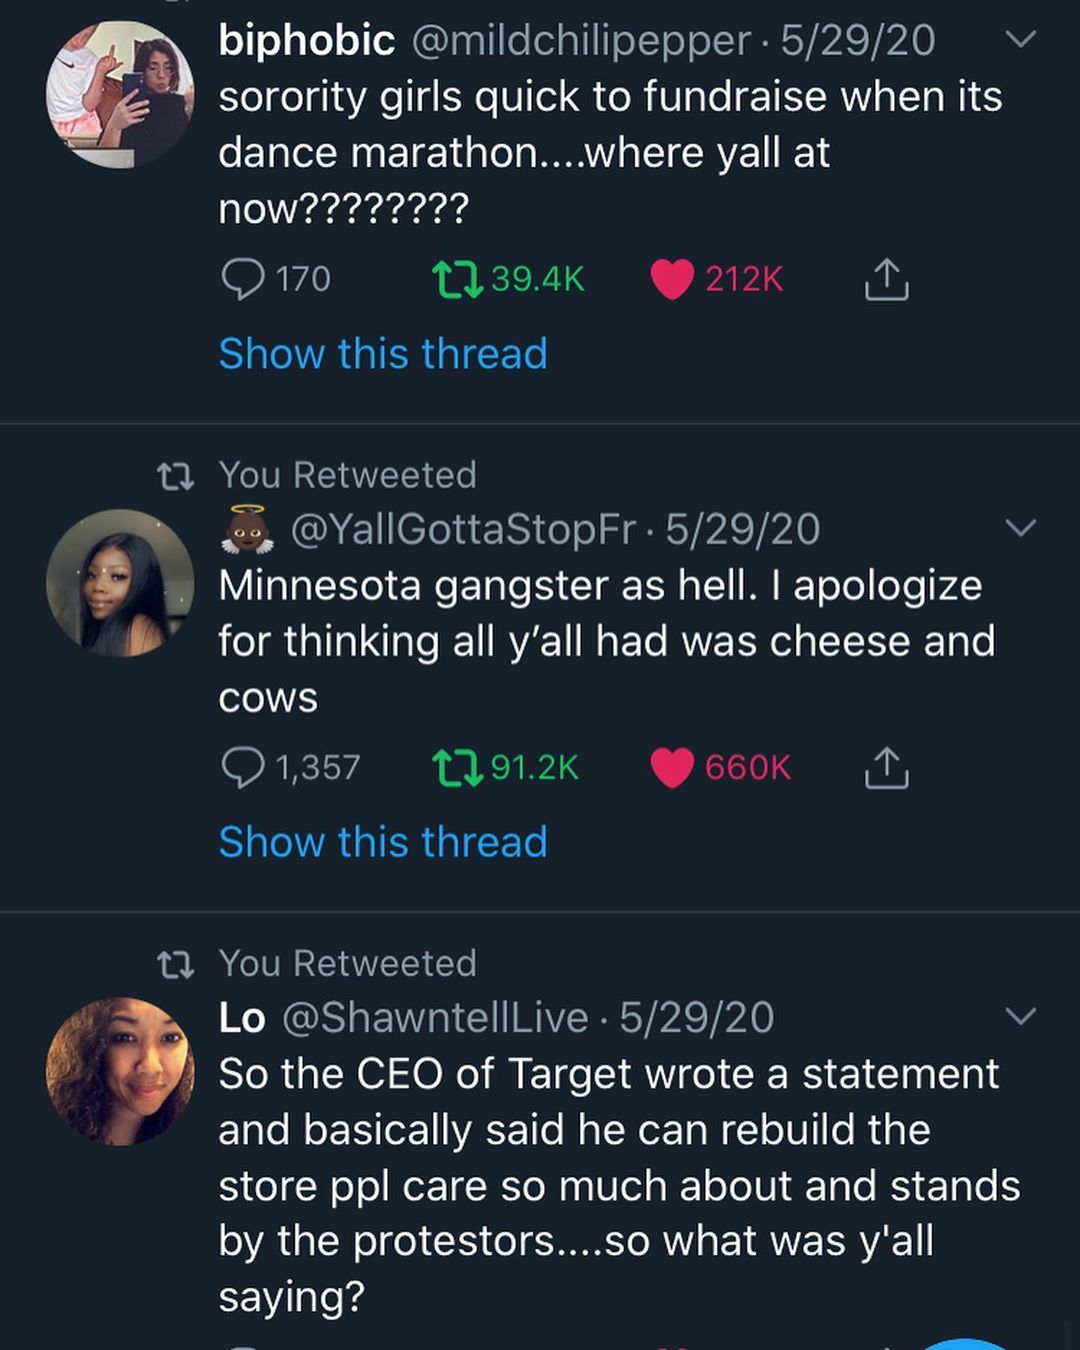 biphobic @mildchilipepper · 5/29/20
sorority girls quick to fundraise when its
dance marathon....where yall at
now????????
170 39.4K 212K
Show this thread
You Retweeted
@YallGottaStopFr · 5/29/20
Minnesota gangster as hell. I apologize
for thinking all y’all had was cheese and
cows
1,357 91.2K 660K
Show this thread
You Retweeted
Lo @ShawntellLive · 5/29/20
So the CEO of Target wrote a statement
and basically said he can rebuild the
store ppl care so much about and stands
by the protestors....so what was y'all
saying?